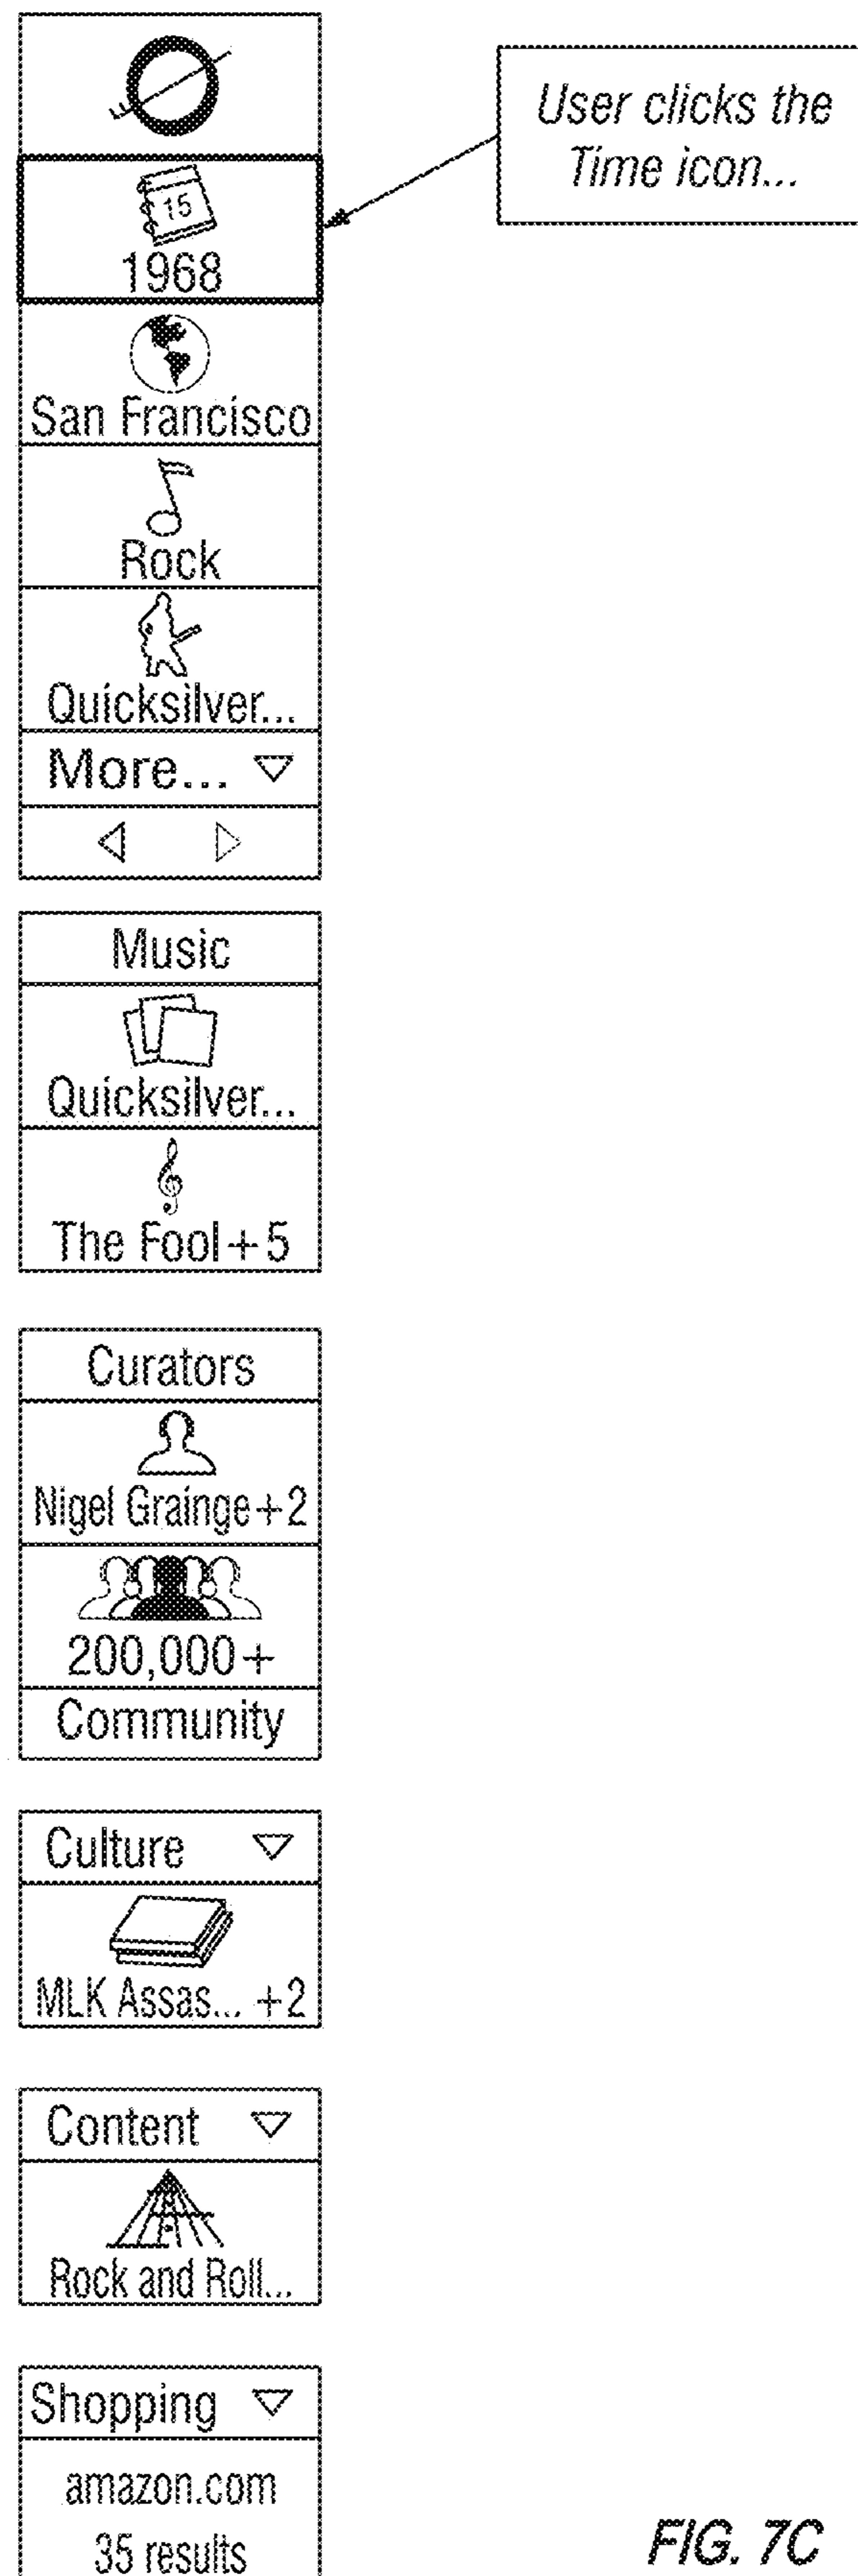 User clicks the
Time icon...
15
1968
San Francisco
Rock
Quicksilver...
More...
Music
Quicksilver...
The Fool+5
Curators
Nigel Grainge+2
200,000+
Community
Culture
MLK Assas... +2
Content
Rock and Roll...
Shopping
amazon.com
35 results
FIG. 7C